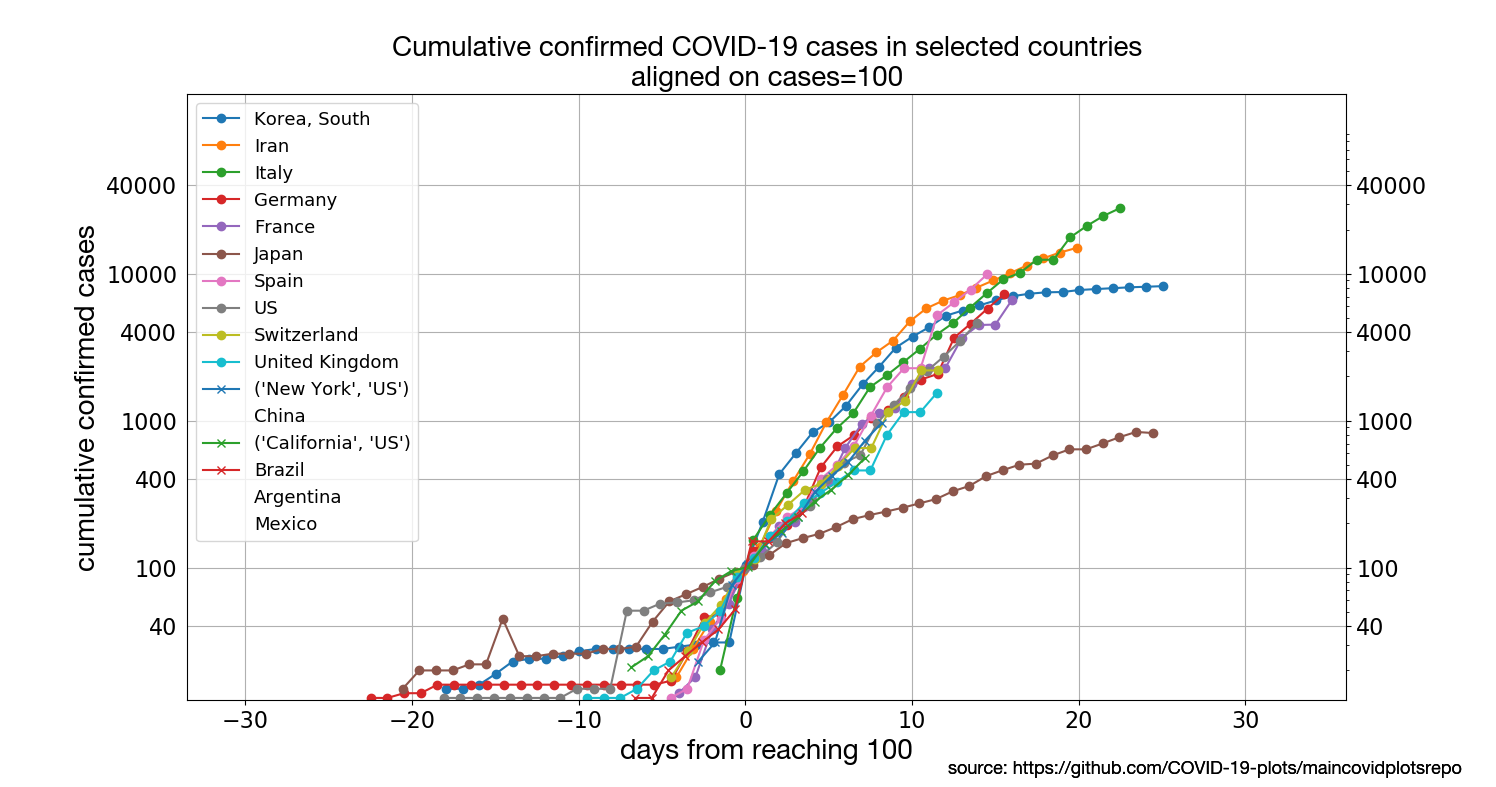 Cumulative confirmed COVID-19 cases in selected countries
aligned on cases=100
Korea, South
Iran
Italy
Germany
France
Japan
Spain
US
Switzerland
United Kingdom
('New York', 'US')
China
('California', 'US')
Brazil
Argentina
Mexico
cumulative confirmed cases
40000
10000
4000
1000
400
100
40
40000
10000
4000
1000
400
100
40
−30
−20
−10
0
10
20
30
days from reaching 100
source: https://github.com/COVID-19-plots/maincovidplotsrepo